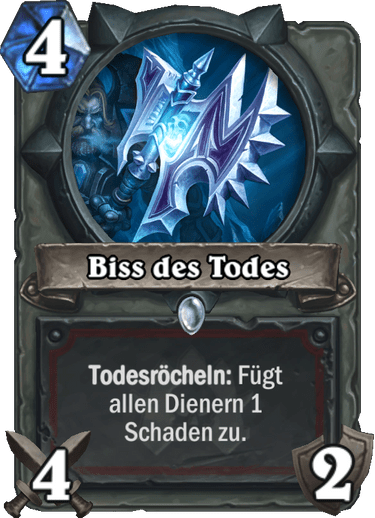 4
Biss des Todes
Todesröcheln: Fügt
allen Dienern 1
Schaden zu.
4
2